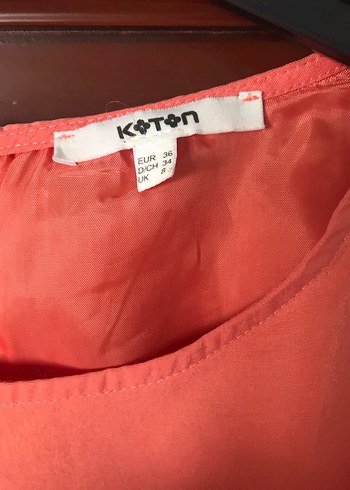 KOTON
EUR 36
D/CH 34
UK 8